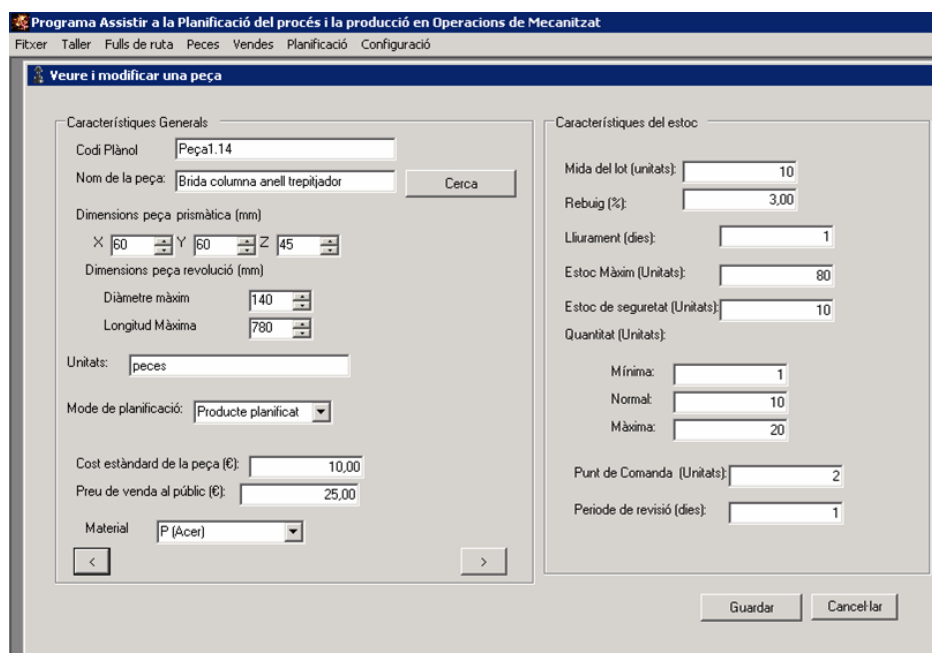 Programa Assistir a la Planificació del procés i la producció en Operacions de Mecanitzat
Fitxer Taller Fulls de ruta Peces Vendes Planificació Configuració
Veure i modificar una peça
Característiques Generals
Codi Plànol Peça1.14
Nom de la peça: Brida columna anell trepitjador Cerca
Dimensions peça prismàtica (mm)
X 60 Y 60 Z 45
Dimensions peça revolució (mm)
Diàmetre màxim 140
Longitud Màxima 780
Unitats: peces
Mode de planificació: Producte planificat
Cost estàndard de la peça (€): 10,00
Preu de venda al públic (€): 25,00
Material P (Acer)
< >
Característiques del estoc
Mida del lot (unitats): 10
Rebuig (%): 3,00
Lliurament (dies): 1
Estoc Màxim (Unitats): 80
Estoc de seguretat (Unitats): 10
Quantitat (Unitats):
Mínima: 1
Normal: 10
Màxima: 20
Punt de Comanda (Unitats): 2
Periode de revisió (dies): 1
Guardar Cancel·lar